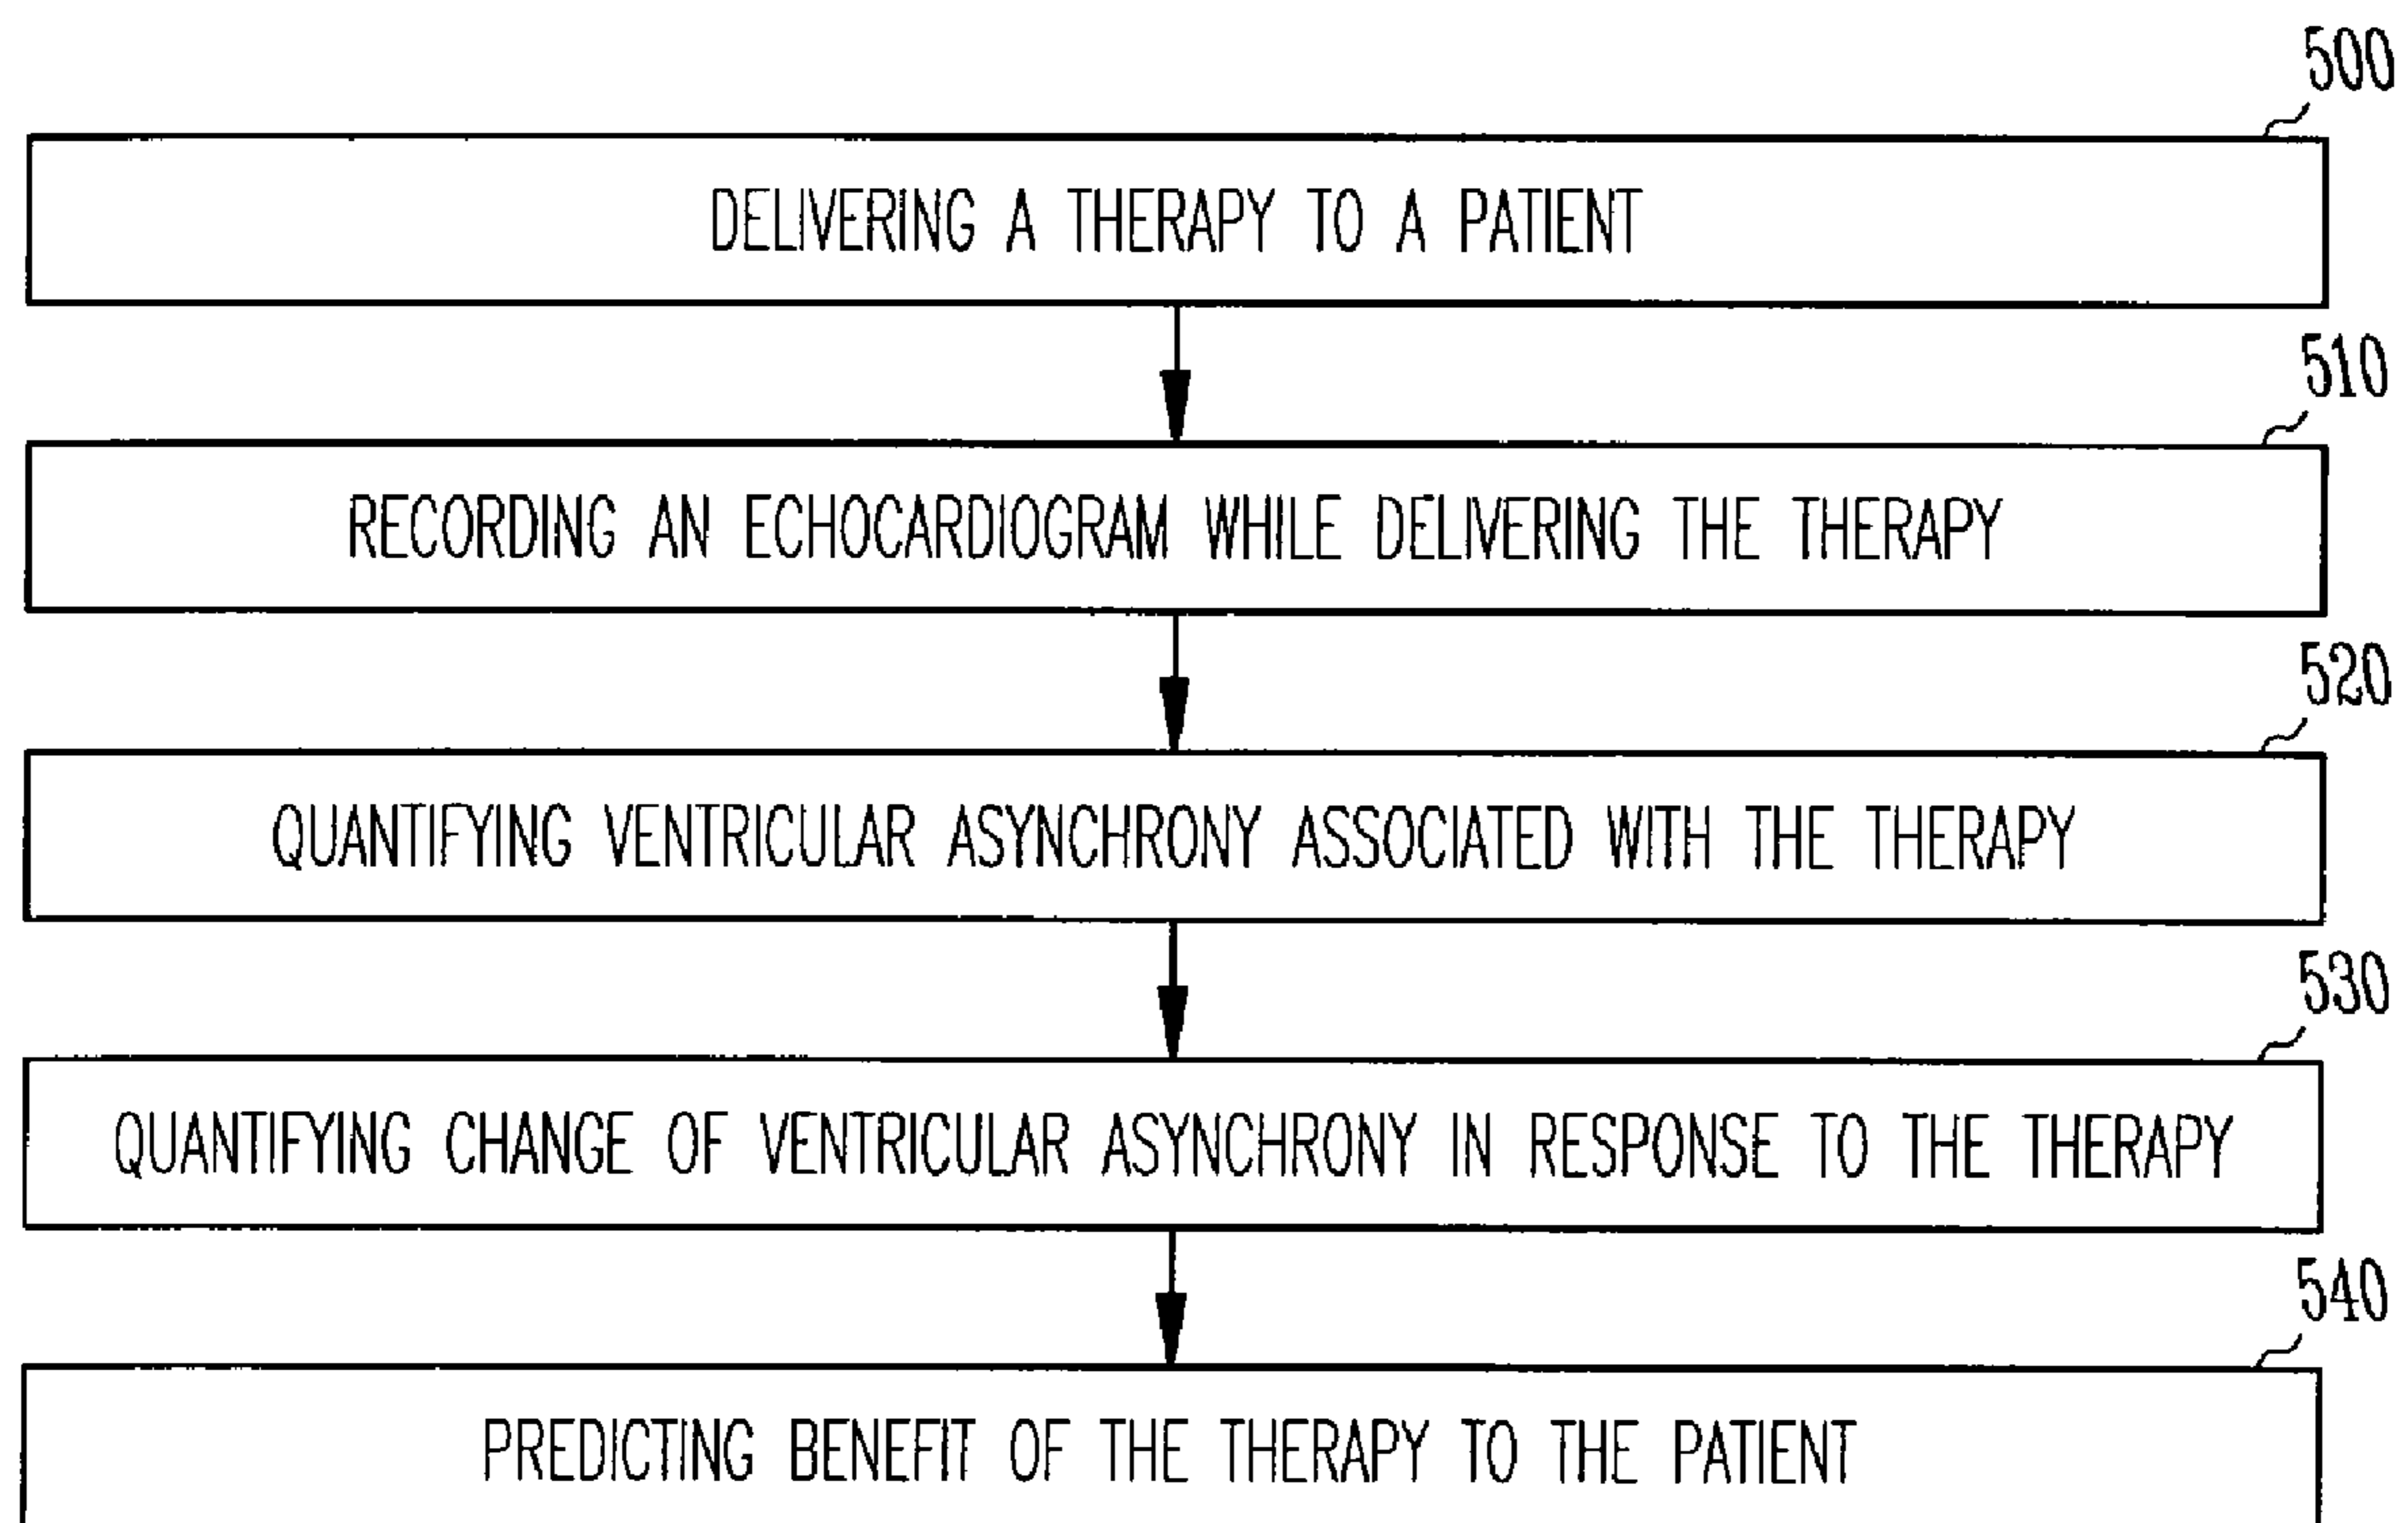 500
DELIVERING A THERAPY TO A PATIENT
510
RECORDING AN ECHOCARDIOGRAM WHILE DELIVERING THE THERAPY
520
QUANTIFYING VENTRICULAR ASYNCHRONY ASSOCIATED WITH THE THERAPY
530
QUANTIFYING CHANGE OF VENTRICULAR ASYNCHRONY IN RESPONSE TO THE THERAPY
540
PREDICTING BENEFIT OF THE THERAPY TO THE PATIENT